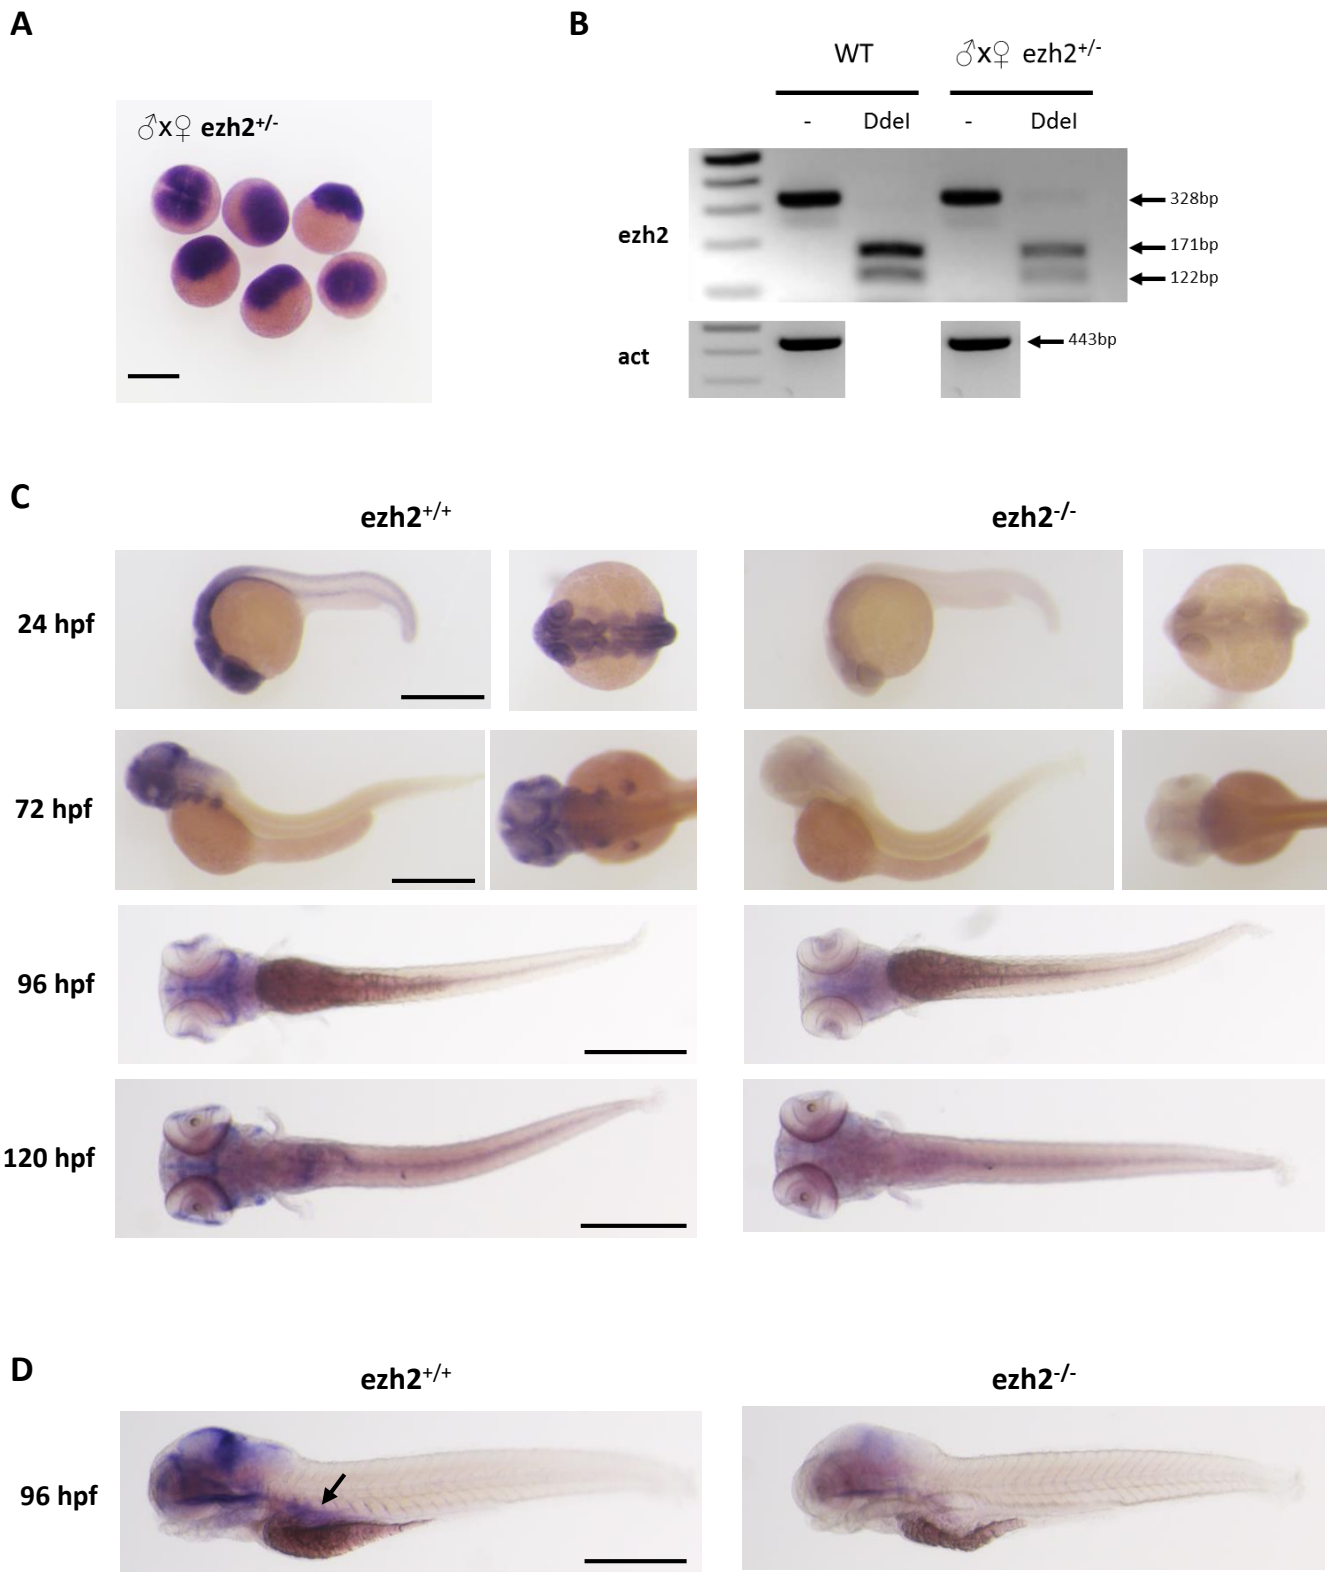 A
B
♂x♀ ezh2+/-
WT
♂x♀ ezh2+/-
- DdeI - DdeI
ezh2
328bp
171bp
122bp
act
443bp
C
ezh2+/+
ezh2-/-
24 hpf
72 hpf
96 hpf
120 hpf
D
ezh2+/+
ezh2-/-
96 hpf